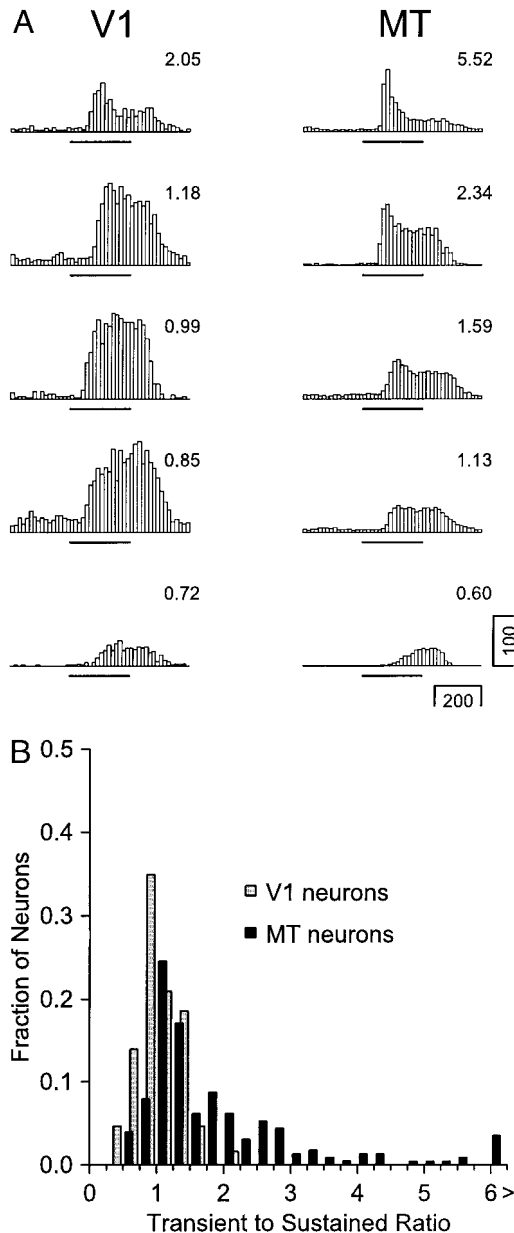 A V1 MT
2.05 5.52
1.18 2.34
0.99 1.59
0.85 1.13
0.72 0.60
100
200
B
0.5
0.4
0.3
0.2
0.1
0.0
Fraction of Neurons
V1 neurons
MT neurons
0 1 2 3 4 5 6 >
Transient to Sustained Ratio